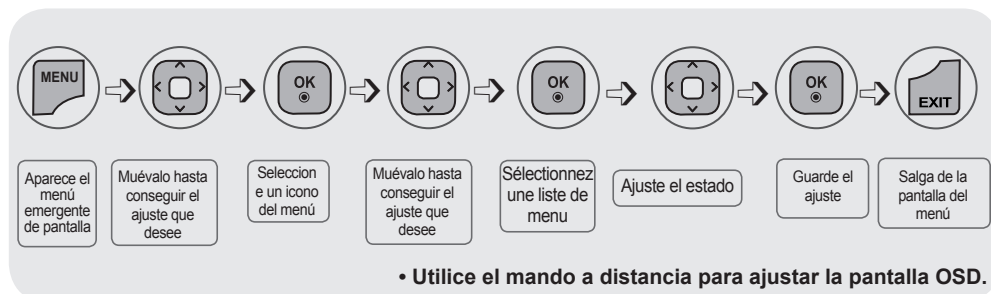 MENU
OK
OK
OK
EXIT
Aparece el
menú
emergente
de pantalla
Muévalo hasta
conseguir el
ajuste que
desee
Seleccion
e un icono
del menú
Muévalo hasta
conseguir el
ajuste que
desee
Sélectionnez
une liste de
menu
Ajuste el estado
Guarde el
ajuste
Salga de la
pantalla del
menú
• Utilice el mando a distancia para ajustar la pantalla OSD.